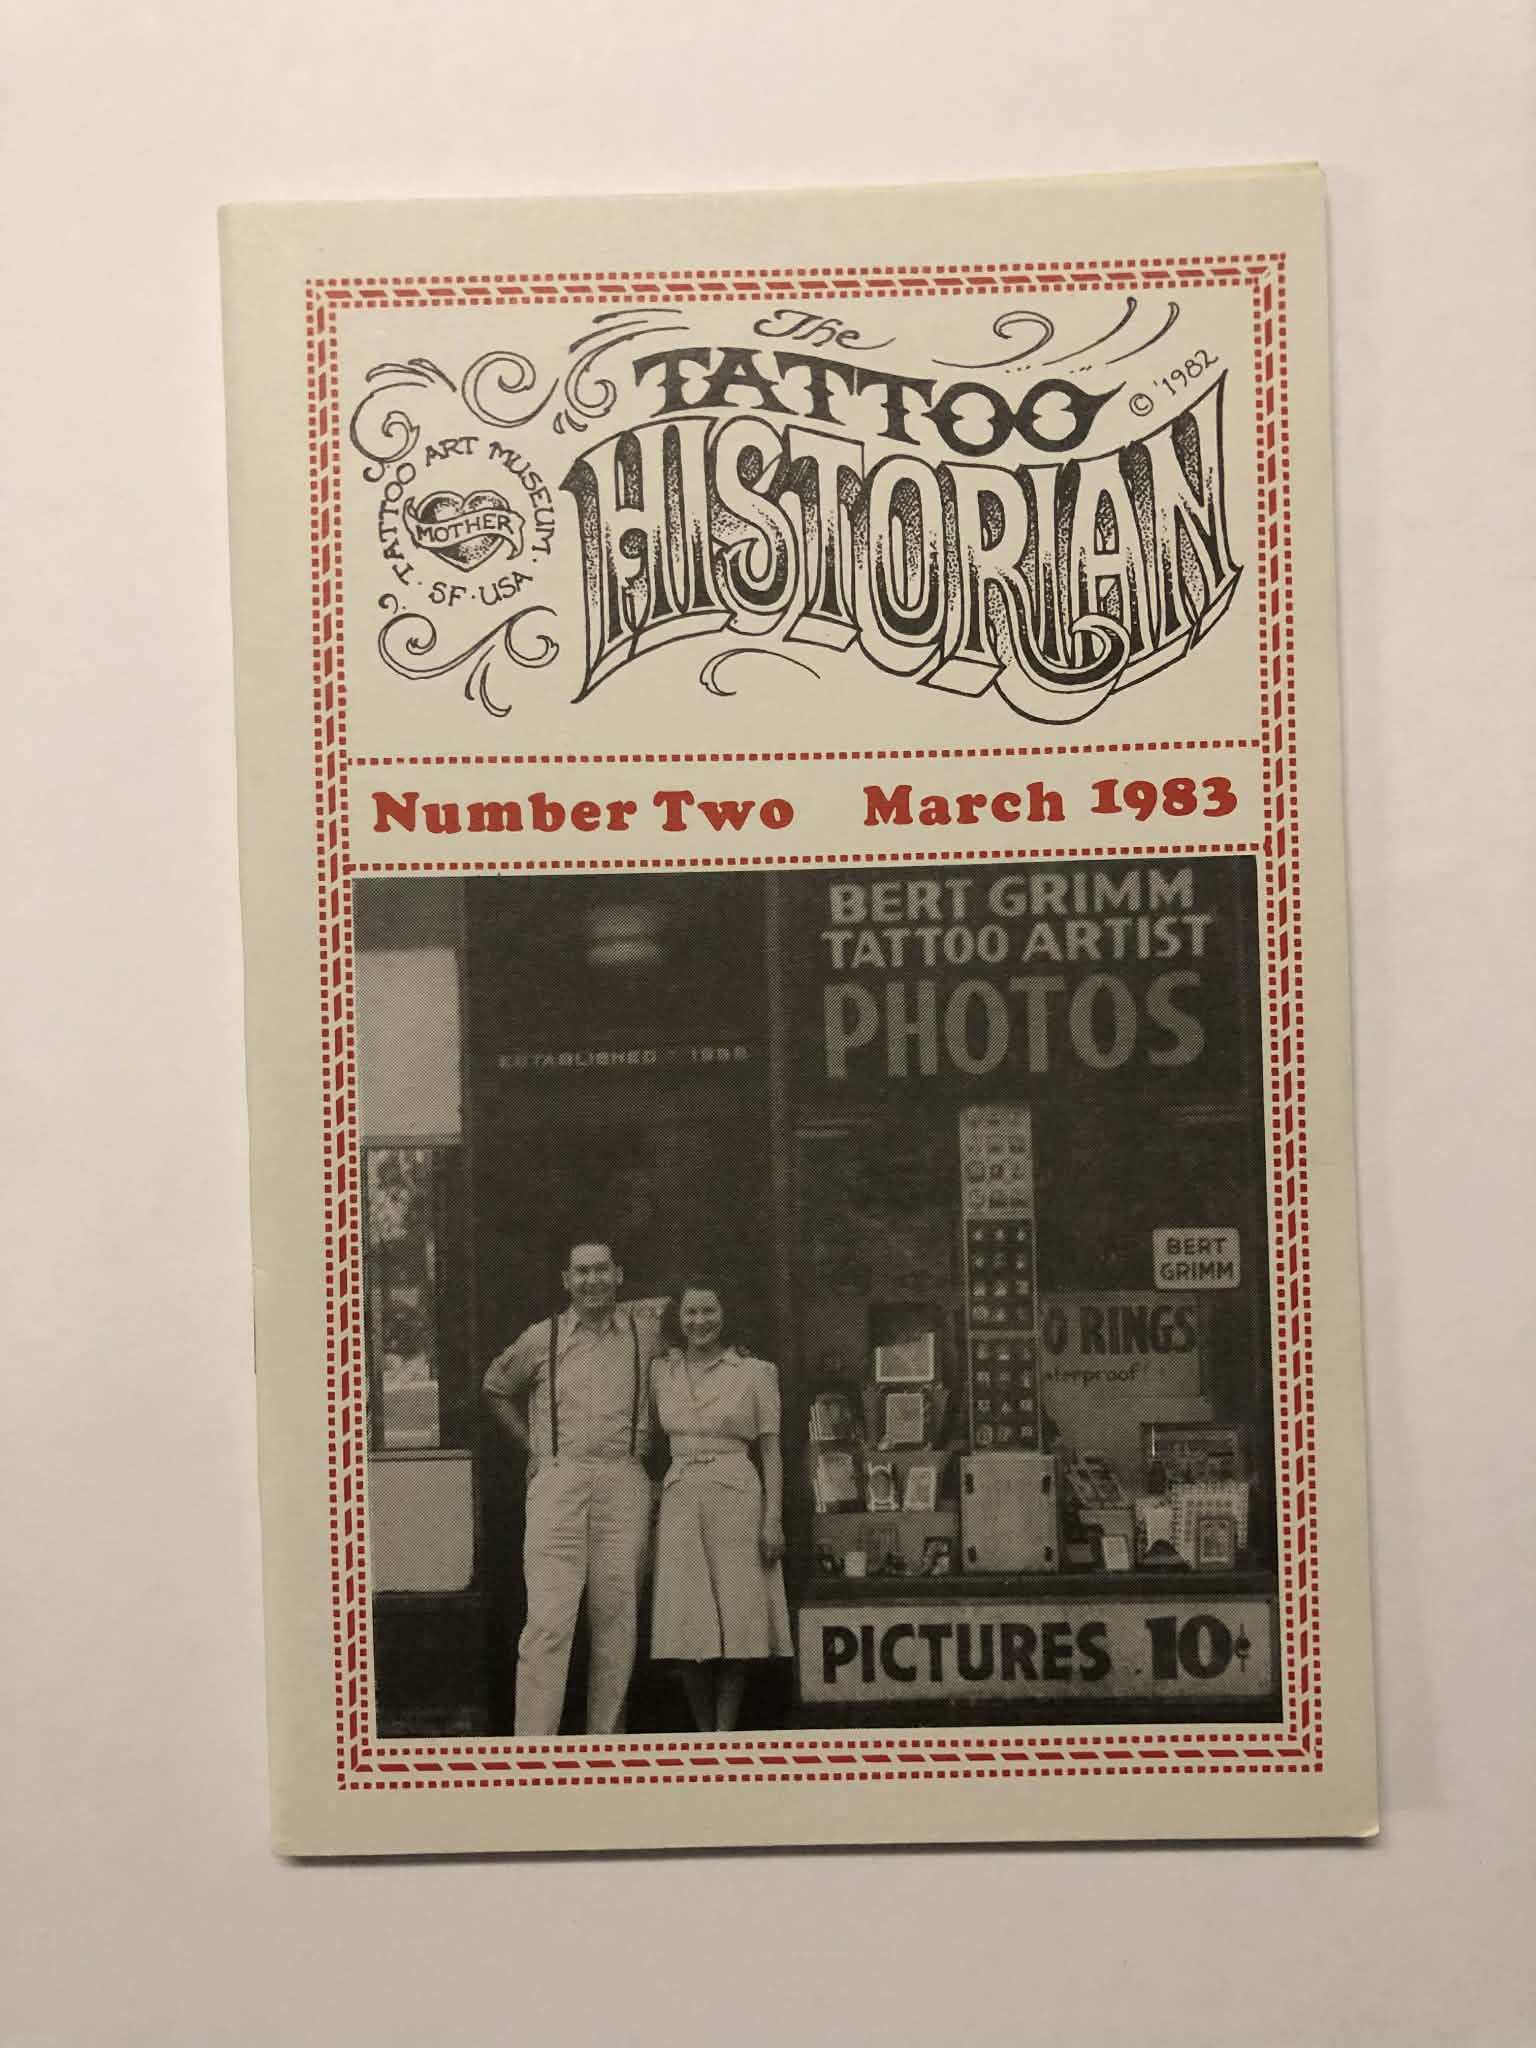 The
TATTOO
HISTORIAN
© '1982
· TATTOO ART MUSEUM ·
MOTHER
SF · USA
Number Two March 1983
BERT GRIMM
TATTOO ARTIST
PHOTOS
ESTABLISHED
BERT
GRIMM
O RINGS
terproof
PICTURES 10¢